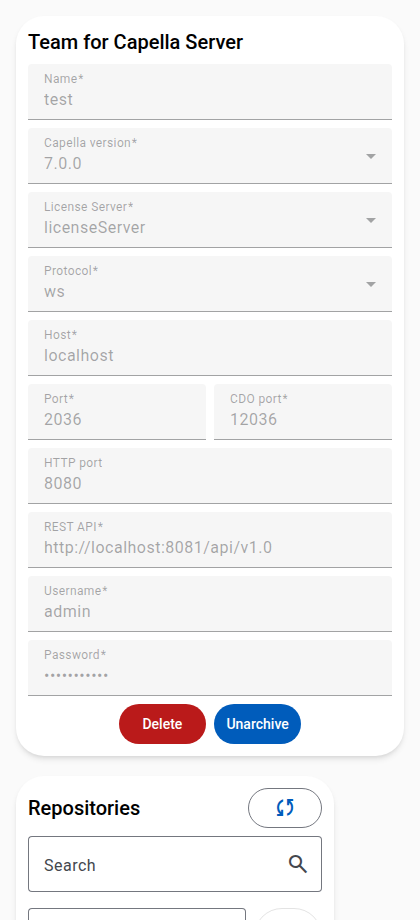 Team for Capella Server
Name*
test
Capella version*
7.0.0
License Server*
licenseServer
Protocol*
ws
Host*
localhost
Port*
2036
CDO port*
12036
HTTP port
8080
REST API*
http://localhost:8081/api/v1.0
Username*
admin
Password*
•••••••••••
Delete
Unarchive
Repositories
Search